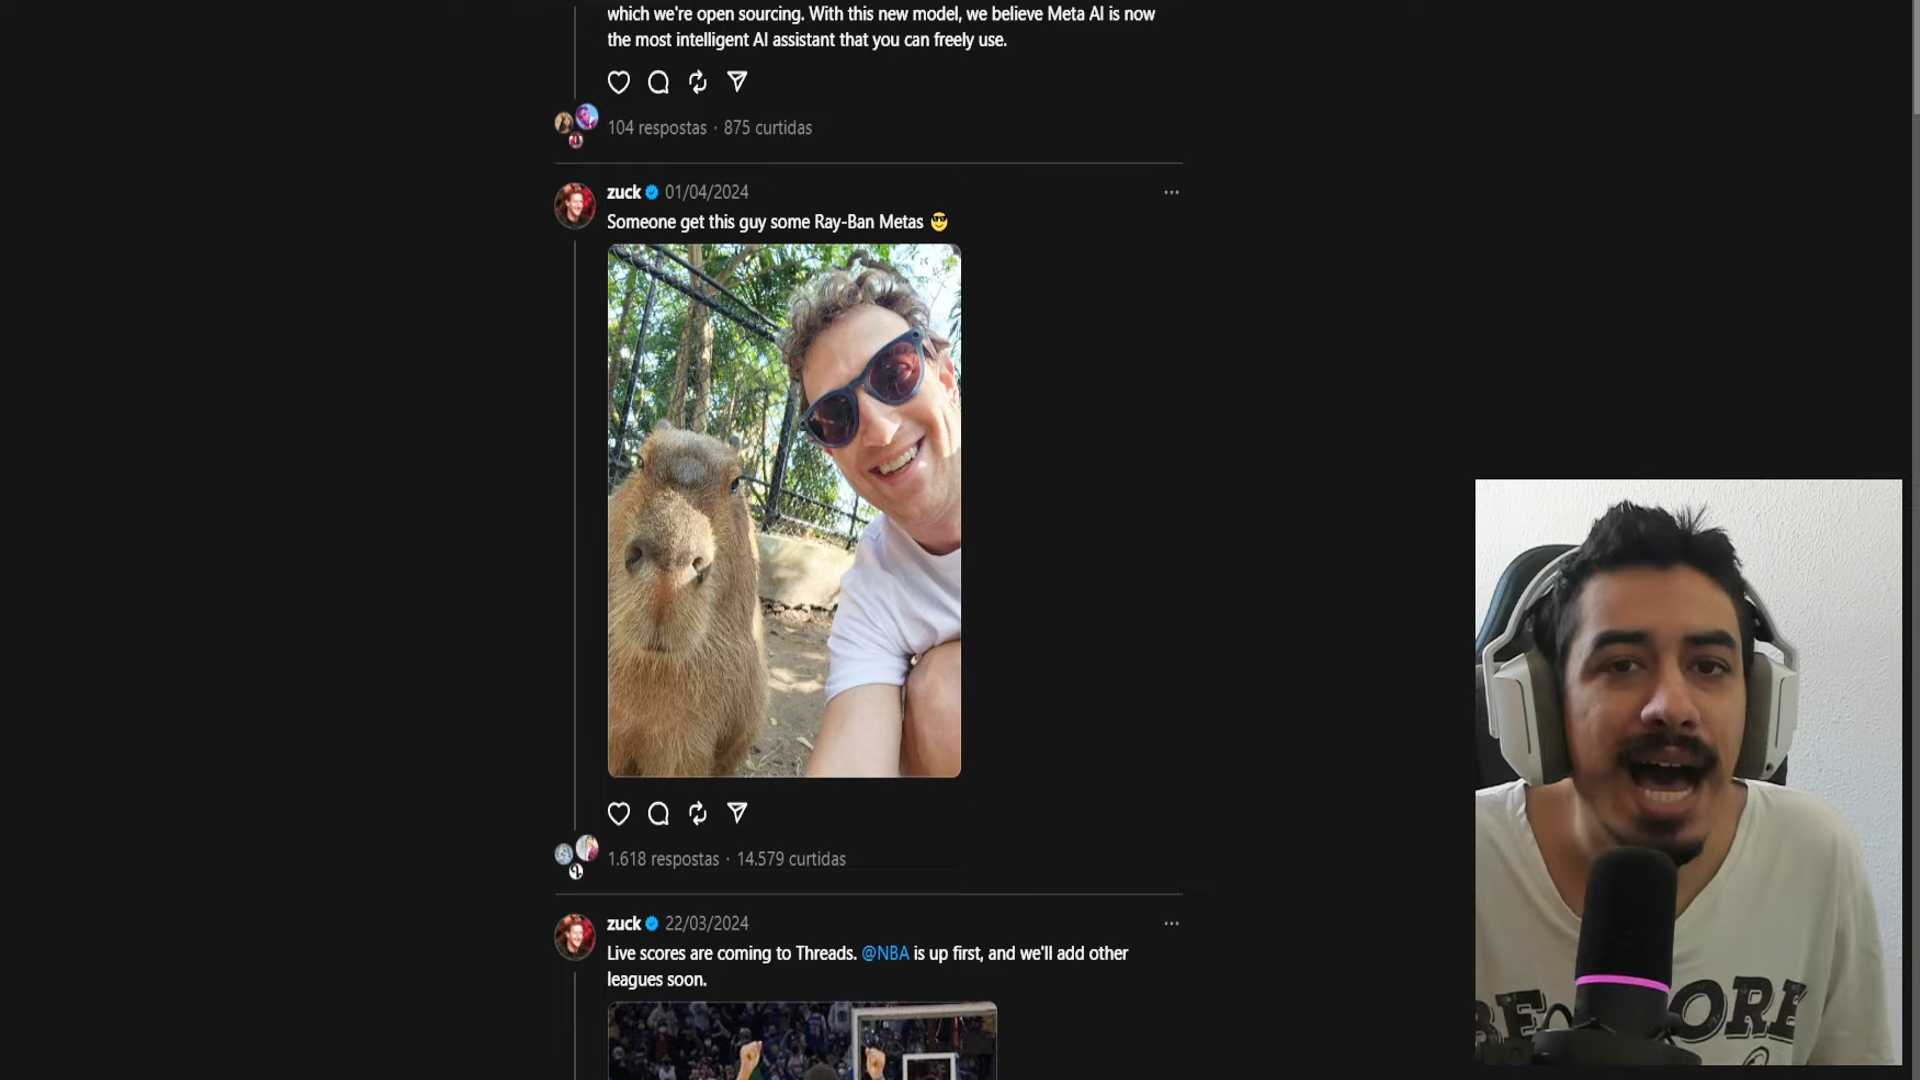 which we're open sourcing. With this new model, we believe Meta AI is now
the most intelligent AI assistant that you can freely use.
104 respostas · 875 curtidas
zuck 01/04/2024
Someone get this guy some Ray-Ban Metas 😎
1.618 respostas · 14.579 curtidas
zuck 22/03/2024
Live scores are coming to Threads. @NBA is up first, and we'll add other
leagues soon.